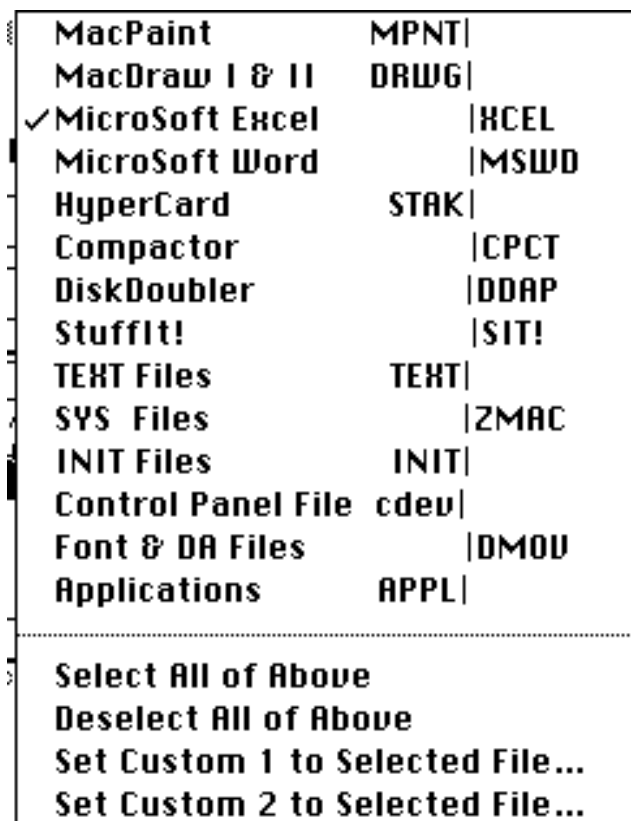 MacPaint MPNT|
MacDraw I & II DRWG|
✓MicroSoft Excel |XCEL
MicroSoft Word |MSWD
HyperCard STAK|
Compactor |CPCT
DiskDoubler |DDAP
StuffIt! |SIT!
TEXT Files TEXT|
SYS Files |ZMAC
INIT Files INIT|
Control Panel File cdev|
Font & DA Files |DMOV
Applications APPL|
Select All of Above
Deselect All of Above
Set Custom 1 to Selected File...
Set Custom 2 to Selected File...